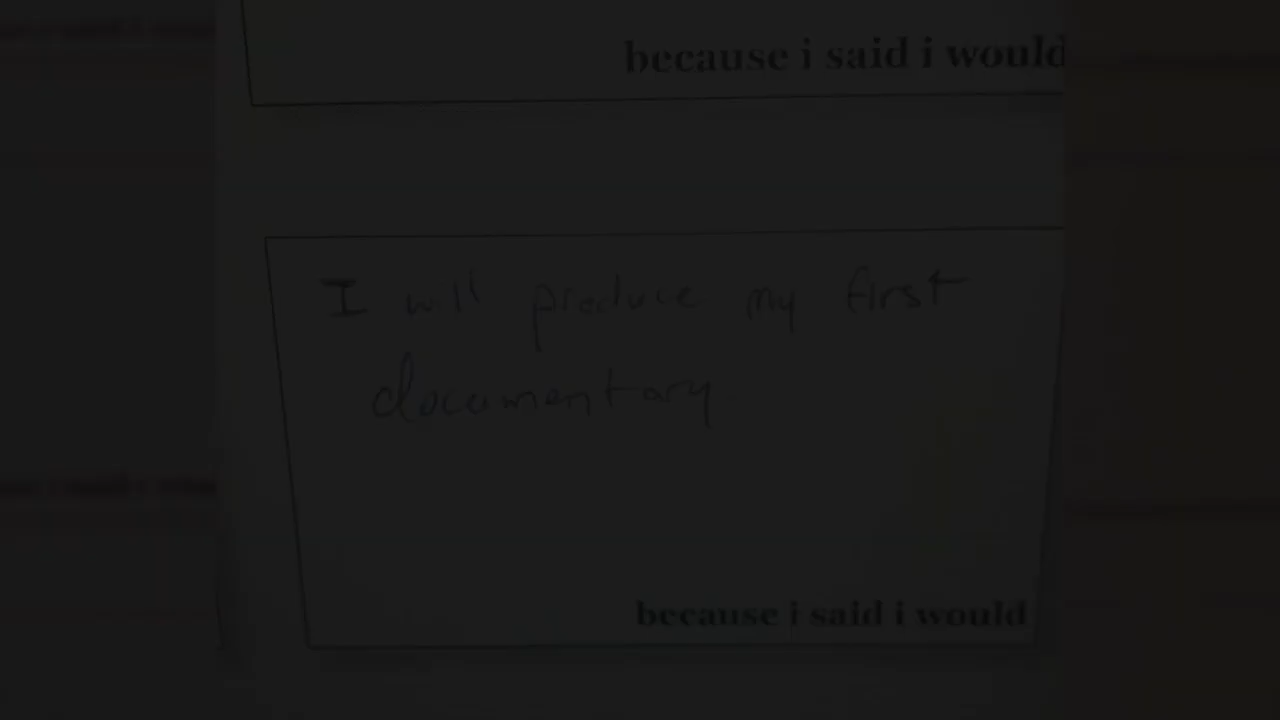 because i said i would
I will produce my first
documentary.
because i said i would